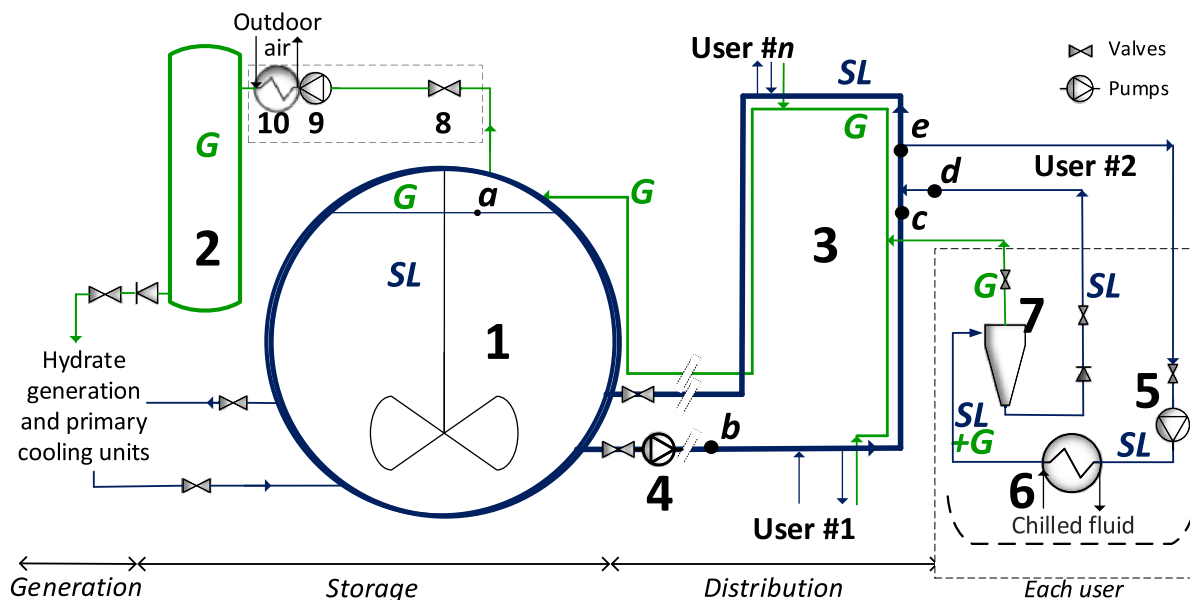 Outdoor
air
User #n
SL
Valves
Pumps
10
9
8
G
G
e
User #2
d
c
G
a
G
2
SL
3
1
G
SL
7
Hydrate
generation
and primary
cooling units
5
SL
+G
SL
b
4
6
Chilled fluid
User #1
Generation
Storage
Distribution
Each user